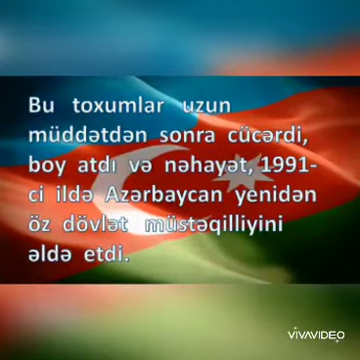 Bu toxumlar uzun
müddətdən sonra cücərdi,
boy atdı və nəhayət, 1991-
ci ildə Azərbaycan yenidən
öz dövlət müstəqilliyini
əldə etdi.
VIVAVIDEO